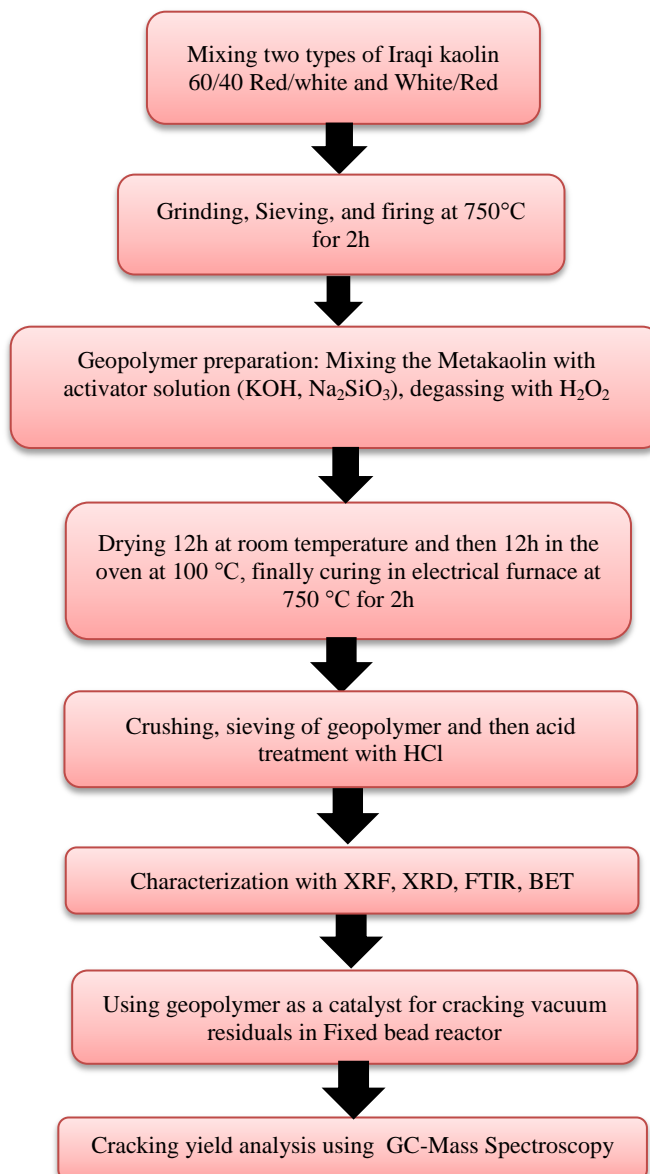 Mixing two types of Iraqi kaolin
60/40 Red/white and White/Red
Grinding, Sieving, and firing at 750°C
for 2h
Geopolymer preparation: Mixing the Metakaolin with
activator solution (KOH, Na₂SiO₃), degassing with H₂O₂
Drying 12h at room temperature and then 12h in the
oven at 100 °C, finally curing in electrical furnace at
750 °C for 2h
Crushing, sieving of geopolymer and then acid
treatment with HCl
Characterization with XRF, XRD, FTIR, BET
Using geopolymer as a catalyst for cracking vacuum
residuals in Fixed bead reactor
Cracking yield analysis using GC-Mass Spectroscopy